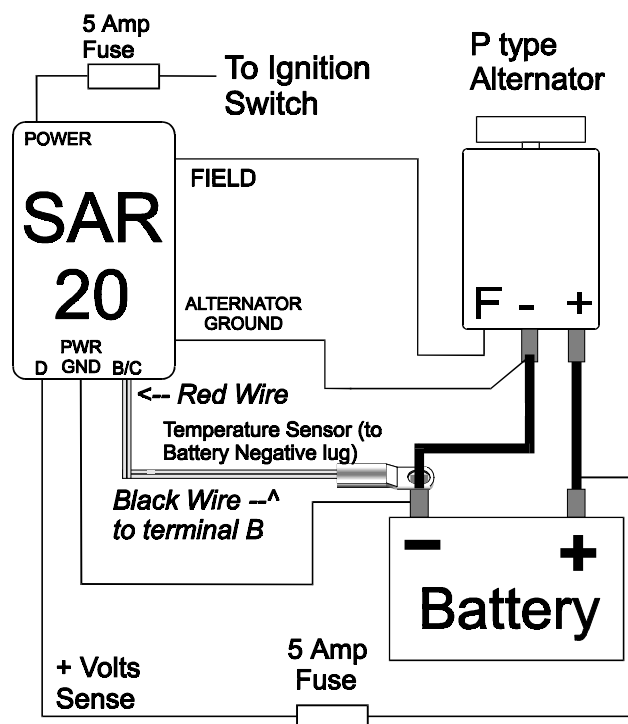 5 Amp
Fuse
To Ignition
Switch
P type
Alternator
POWER
FIELD
SAR
20
F - +
ALTERNATOR
GROUND
PWR
D GND B/C
<-- Red Wire
Temperature Sensor (to
Battery Negative lug)
Black Wire --^
to terminal B
- +
Battery
+ Volts
Sense
5 Amp
Fuse